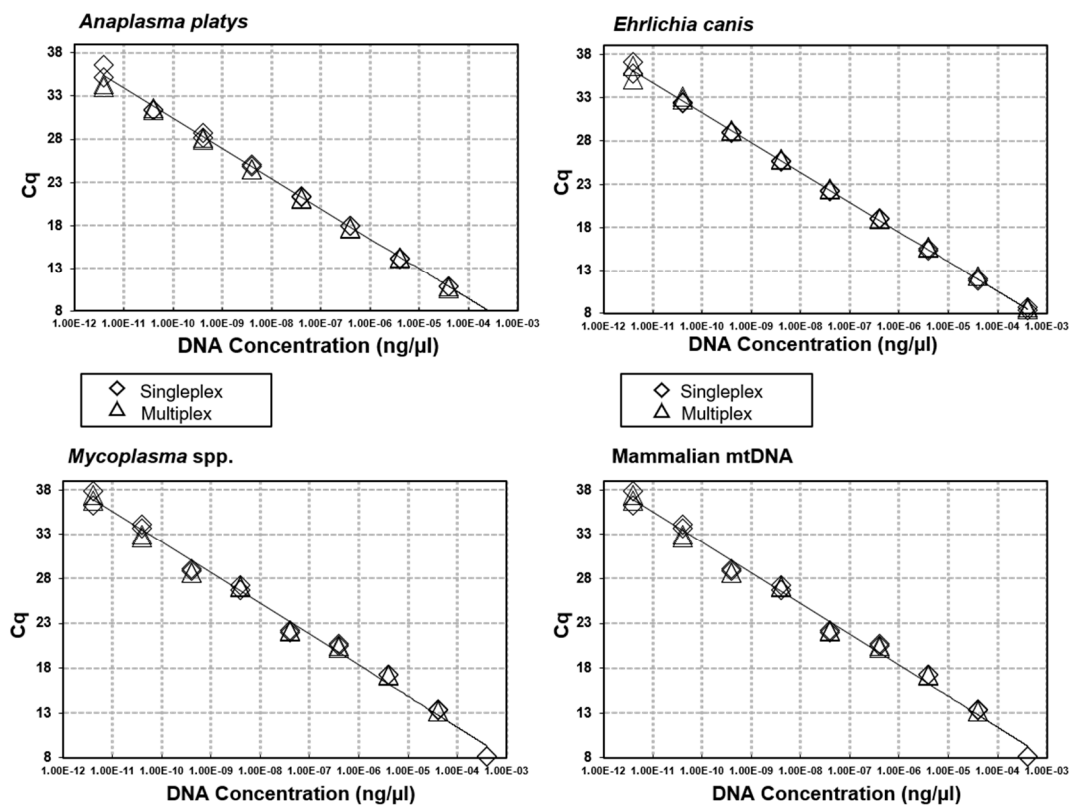 Anaplasma platys
38
33
28
23
18
13
8
Cq
1.00E-12 1.00E-11 1.00E-10 1.00E-09 1.00E-08 1.00E-07 1.00E-06 1.00E-05 1.00E-04 1.00E-03
DNA Concentration (ng/µl)
Singleplex
Multiplex
Ehrlichia canis
38
33
28
23
18
13
8
Cq
1.00E-12 1.00E-11 1.00E-10 1.00E-09 1.00E-08 1.00E-07 1.00E-06 1.00E-05 1.00E-04 1.00E-03
DNA Concentration (ng/µl)
Singleplex
Multiplex
Mycoplasma spp.
38
33
28
23
18
13
8
Cq
1.00E-12 1.00E-11 1.00E-10 1.00E-09 1.00E-08 1.00E-07 1.00E-06 1.00E-05 1.00E-04 1.00E-03
DNA Concentration (ng/µl)
Mammalian mtDNA
38
33
28
23
18
13
8
Cq
1.00E-12 1.00E-11 1.00E-10 1.00E-09 1.00E-08 1.00E-07 1.00E-06 1.00E-05 1.00E-04 1.00E-03
DNA Concentration (ng/µl)